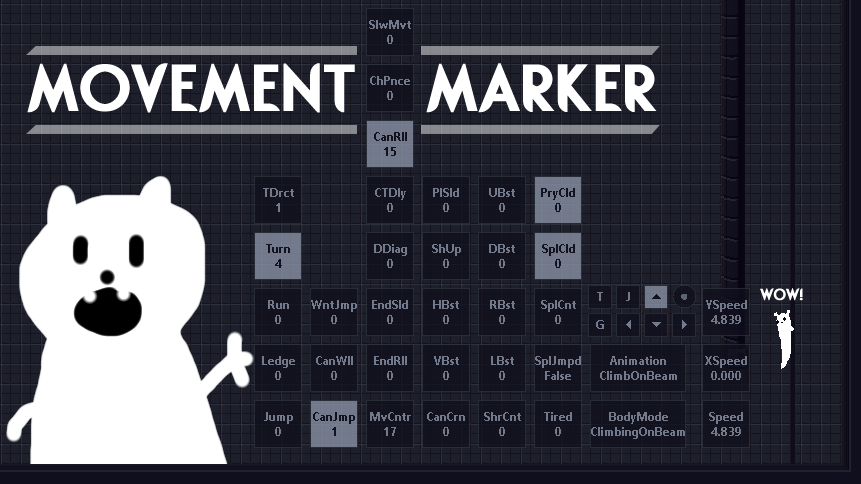 SlwMvt
0
MOVEMENT MARKER
ChPnce
0
CanRll
15
TDrct
1
CTDly
0
PlSld
0
UBst
0
PryCld
0
Turn
4
DDiag
0
ShUp
0
DBst
0
SplCld
0
Run
0
WntJmp
0
EndSld
0
HBst
0
RBst
0
SplCnt
0
T J
G
YSpeed
4.839
WOW!
Ledge
0
CanWll
0
EndRll
0
VBst
0
LBst
0
SplJmpd
False
Animation
ClimbOnBeam
XSpeed
0.000
Jump
0
CanJmp
1
MvCntr
17
CanCrn
0
ShrCnt
0
Tired
0
BodyMode
ClimbingOnBeam
Speed
4.839